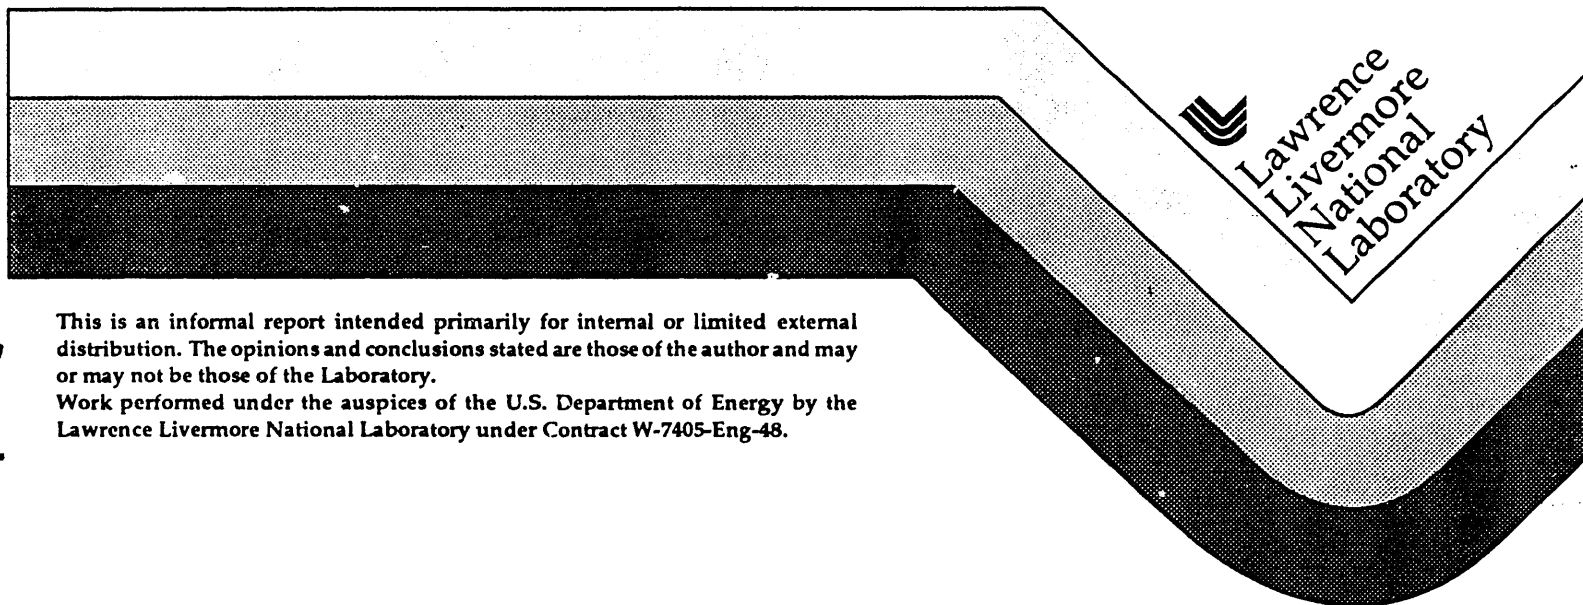 Lawrence
Livermore
National
Laboratory
This is an informal report intended primarily for internal or limited external
distribution. The opinions and conclusions stated are those of the author and may
or may not be those of the Laboratory.
Work performed under the auspices of the U.S. Department of Energy by the
Lawrence Livermore National Laboratory under Contract W-7405-Eng-48.